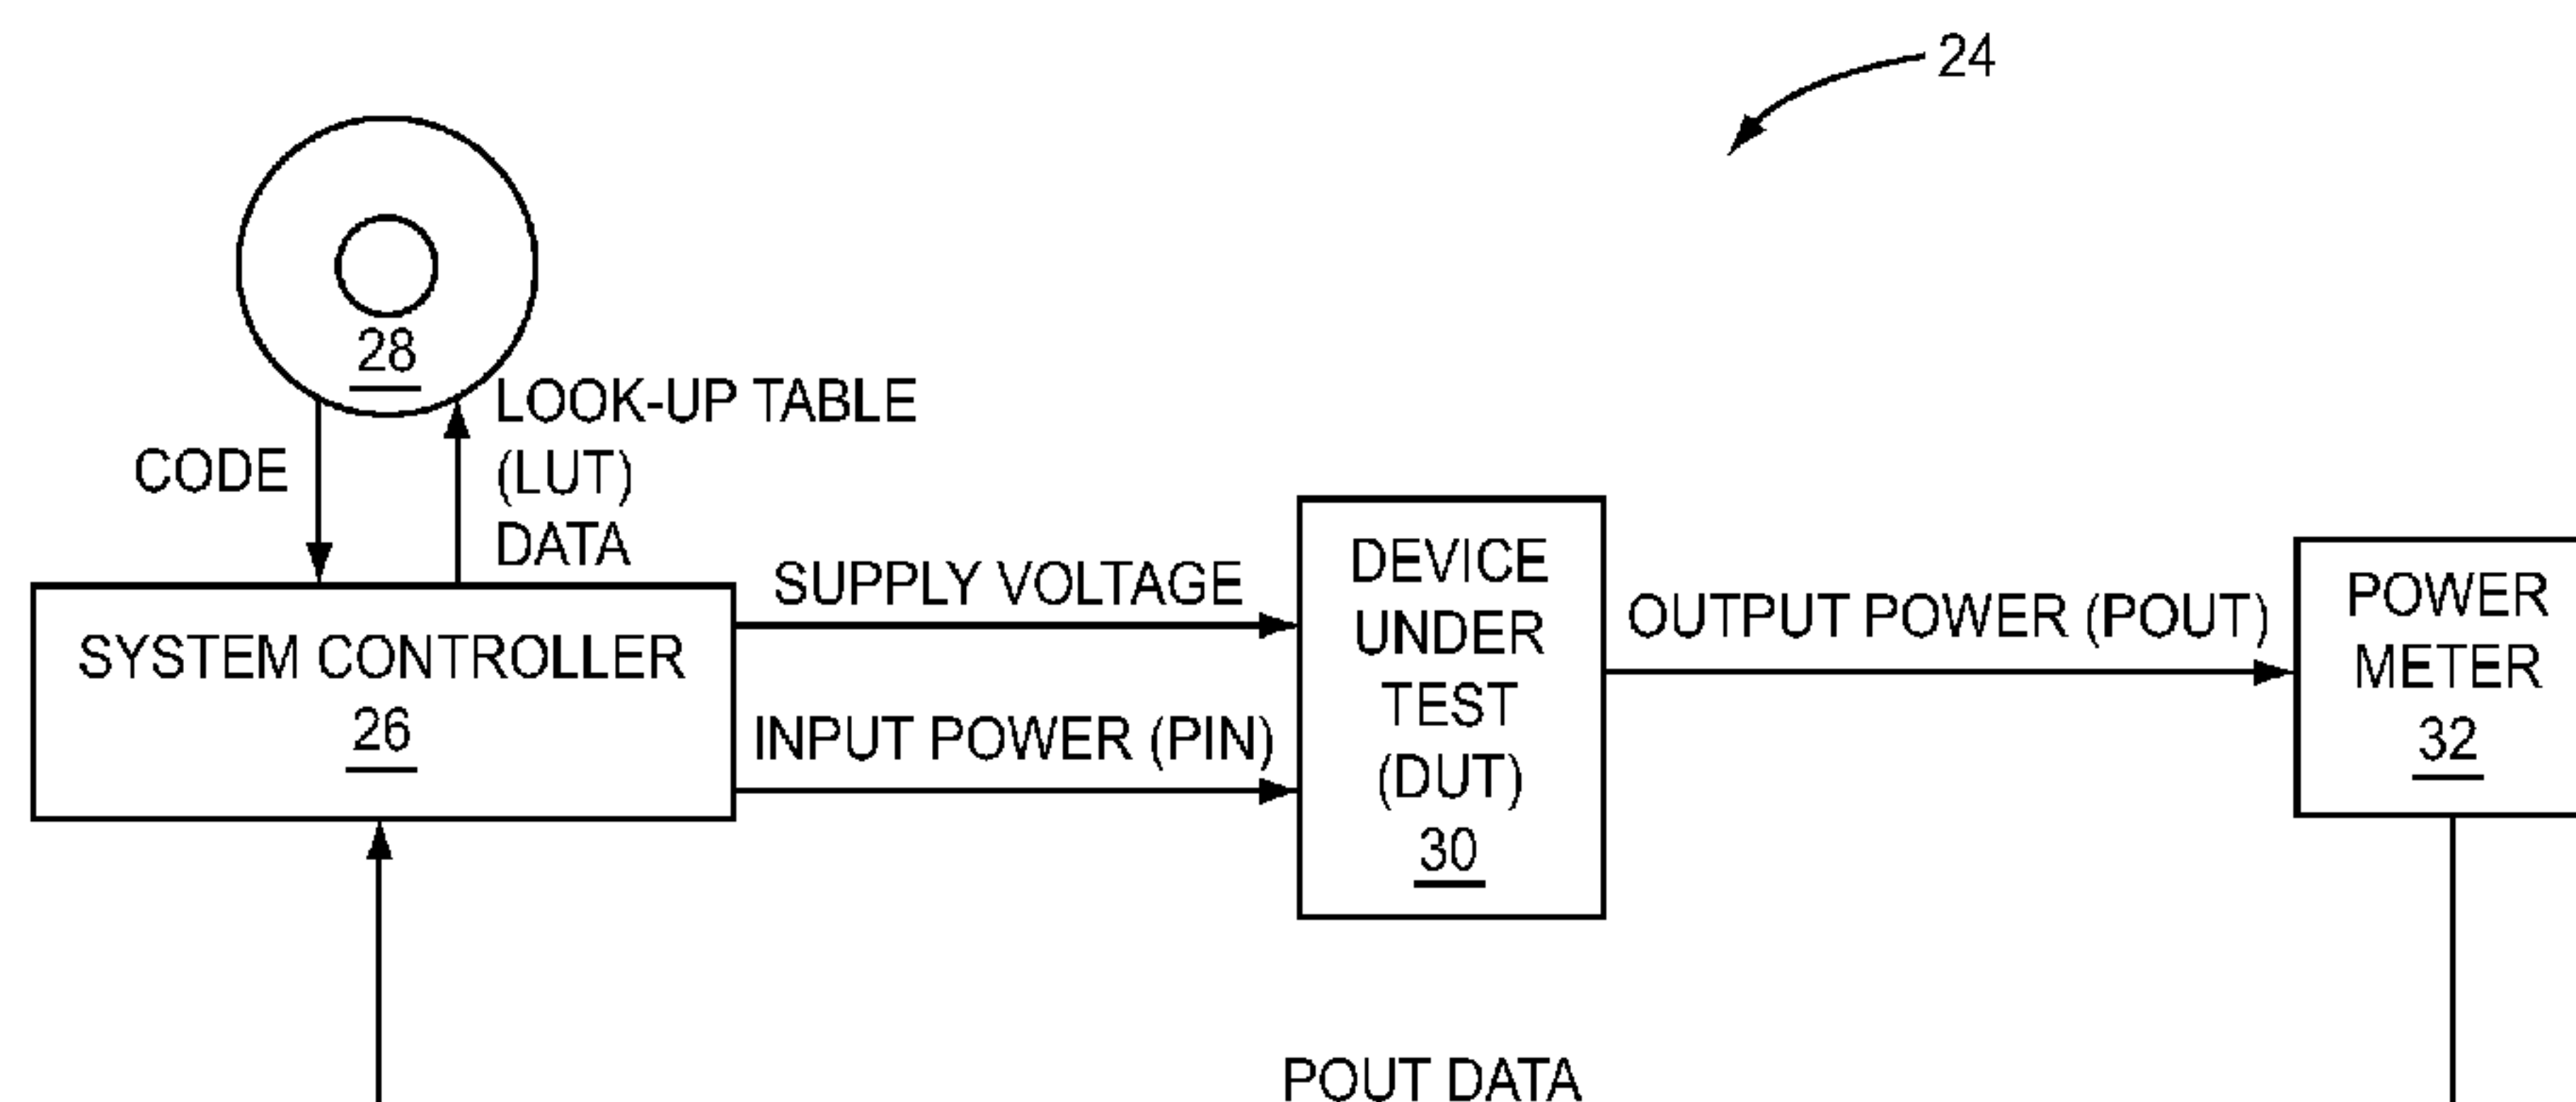 24
28
LOOK-UP TABLE
(LUT)
DATA
CODE
SYSTEM CONTROLLER
26
SUPPLY VOLTAGE
INPUT POWER (PIN)
DEVICE
UNDER
TEST
(DUT)
30
OUTPUT POWER (POUT)
POWER
METER
32
POUT DATA